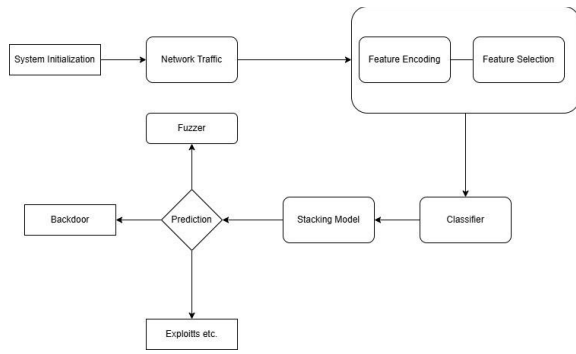 System Initialization
Network Traffic
Feature Encoding
Feature Selection
Fuzzer
Backdoor
Prediction
Stacking Model
Classifier
Exploitts etc.